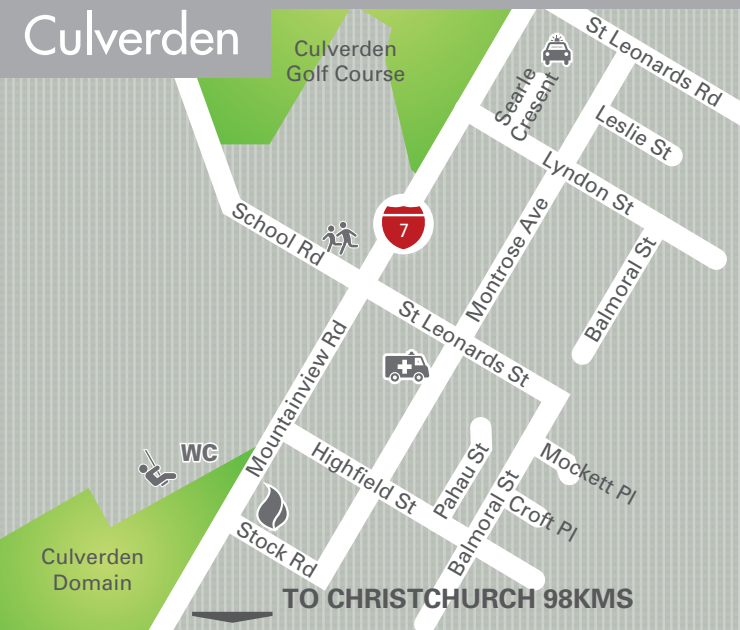 Culverden
Culverden
Golf Course
St Leonards Rd
Searle
Cresent
Leslie St
Lyndon St
7
School Rd
Montrose Ave
Balmoral St
St Leonards St
Mountainview Rd
WC
Highfield St
Pahau St
Mockett Pl
Croft Pl
Balmoral St
Stock Rd
Culverden
Domain
TO CHRISTCHURCH 98KMS